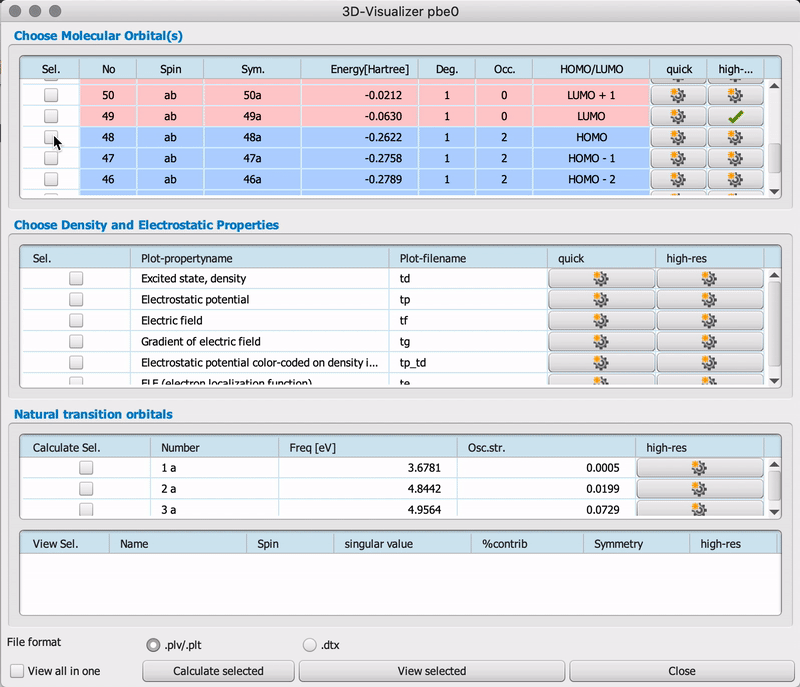 3D-Visualizer pbe0
Choose Molecular Orbital(s)
Sel. No Spin Sym. Energy[Hartree] Deg. Occ. HOMO/LUMO quick high-...
50 ab 50a -0.0212 1 0 LUMO + 1
49 ab 49a -0.0630 1 0 LUMO
48 ab 48a -0.2622 1 2 HOMO
47 ab 47a -0.2758 1 2 HOMO - 1
46 ab 46a -0.2789 1 2 HOMO - 2
Choose Density and Electrostatic Properties
Sel. Plot-propertyname Plot-filename quick high-res
Excited state, density td
Electrostatic potential tp
Electric field tf
Gradient of electric field tg
Electrostatic potential color-coded on density i... tp_td
ELF (electron localization function) te
Natural transition orbitals
Calculate Sel. Number Freq [eV] Osc.str. high-res
1 a 3.6781 0.0005
2 a 4.8442 0.0199
3 a 4.9564 0.0729
View Sel. Name Spin singular value %contrib Symmetry high-res
File format .plv/.plt .dtx
View all in one Calculate selected View selected Close